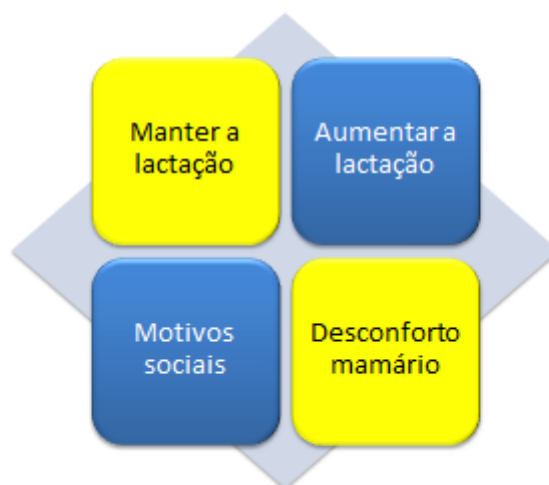 Manter a
lactação
Aumentar a
lactação
Motivos
sociais
Desconforto
mamário